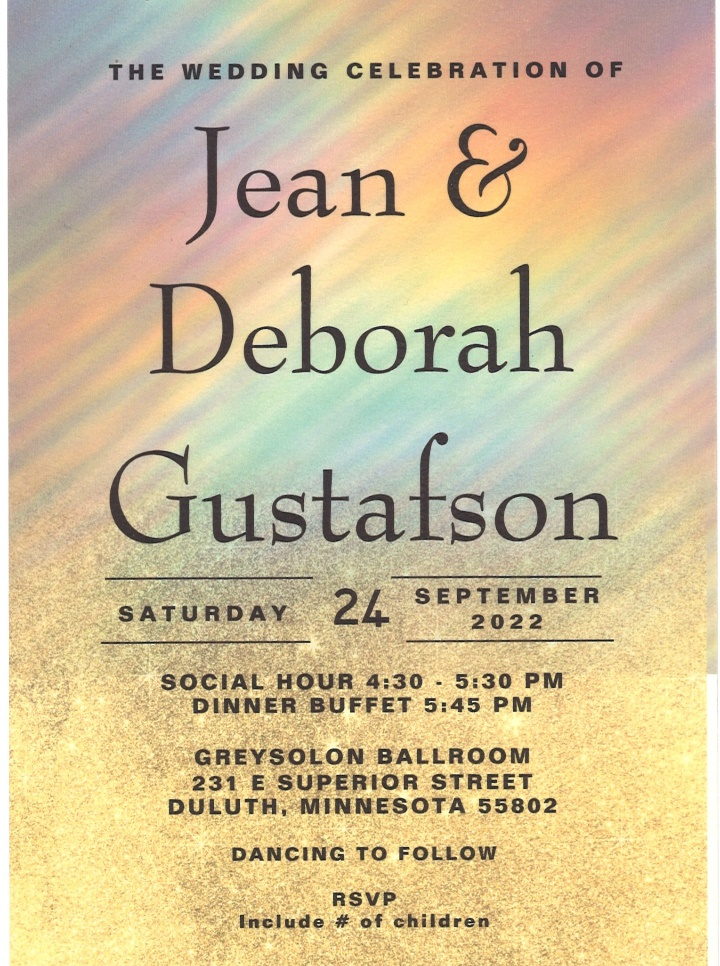 THE WEDDING CELEBRATION OF
Jean &
Deborah
Gustafson
SATURDAY 24 SEPTEMBER
2022
SOCIAL HOUR 4:30 - 5:30 PM
DINNER BUFFET 5:45 PM
GREYSOLON BALLROOM
231 E SUPERIOR STREET
DULUTH, MINNESOTA 55802
DANCING TO FOLLOW
RSVP
Include # of children